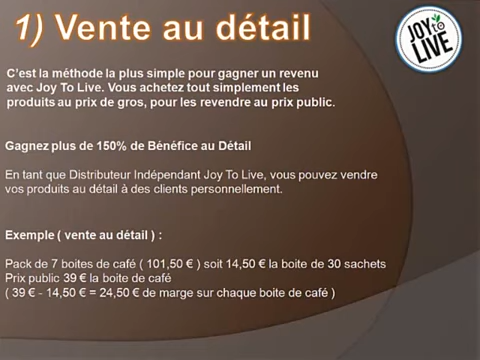 1) Vente au détail
JOY to
LIVE
C'est la méthode la plus simple pour gagner un revenu
avec Joy To Live. Vous achetez tout simplement les
produits au prix de gros, pour les revendre au prix public.
Gagnez plus de 150% de Bénéfice au Détail
En tant que Distributeur Indépendant Joy To Live, vous pouvez vendre
vos produits au détail à des clients personnellement.
Exemple ( vente au détail ) :
Pack de 7 boites de café ( 101,50 € ) soit 14,50 € la boite de 30 sachets
Prix public 39 € la boite de café
( 39 € - 14,50 € = 24,50 € de marge sur chaque boite de café )